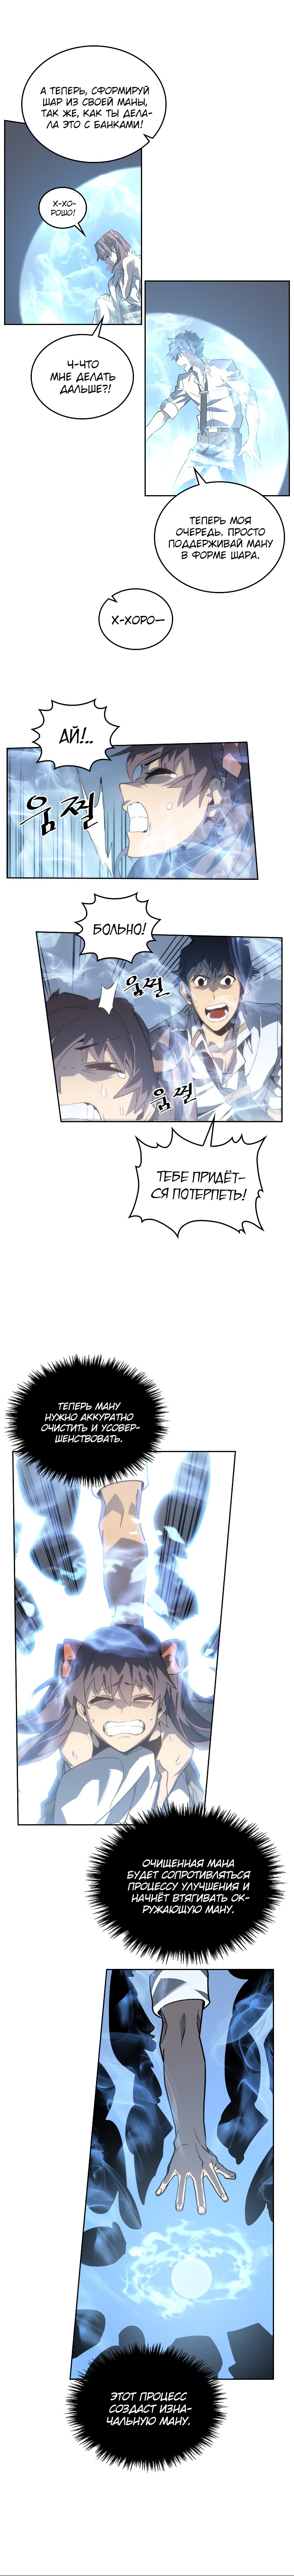 А ТЕПЕРЬ, СФОРМИРУЙ
ШАР ИЗ СВОЕЙ МАНЫ,
ТАК ЖЕ, КАК ТЫ ДЕЛА-
ЛА ЭТО С БАНКАМИ!
Х-ХО-
РОШО!
Ч-ЧТО
МНЕ ДЕЛАТЬ
ДАЛЬШЕ?!
ТЕПЕРЬ МОЯ
ОЧЕРЕДЬ. ПРОСТО
ПОДДЕРЖИВАЙ МАНУ
В ФОРМЕ ШАРА.
Х-ХОРО—
АЙ!..
움찔
БОЛЬНО!
움찔
움찔
ТЕБЕ ПРИДЁТ-
СЯ ПОТЕРПЕТЬ!
ТЕПЕРЬ МАНУ
НУЖНО АККУРАТНО
ОЧИСТИТЬ И УСОВЕР-
ШЕНСТВОВАТЬ.
ОЧИЩЕННАЯ МАНА
БУДЕТ СОПРОТИВЛЯТЬСЯ
ПРОЦЕССУ УЛУЧШЕНИЯ И
НАЧНЁТ ВТЯГИВАТЬ ОК-
РУЖАЮЩУЮ МАНУ.
ЭТОТ ПРОЦЕСС
СОЗДАСТ ИЗНА-
ЧАЛЬНУЮ МАНУ.